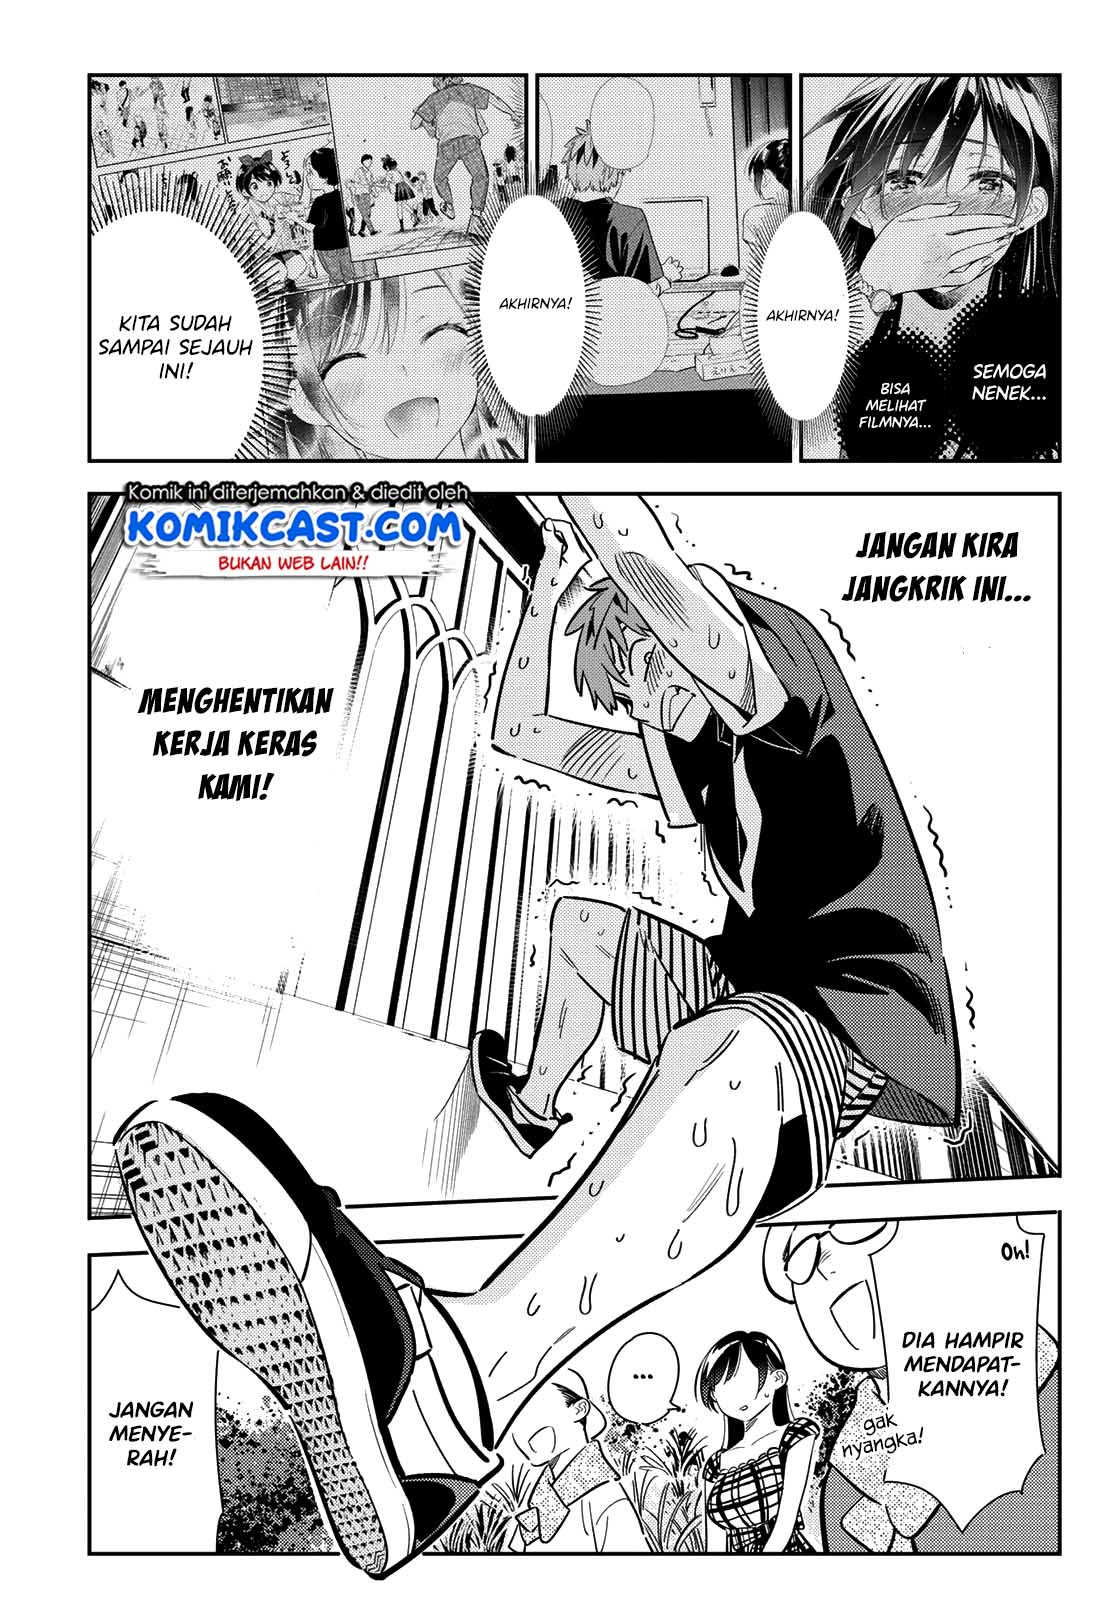 SEMOGA
NENEK...
BISA
MELIHAT
FILMNYA...
AKHIRNYA!
AKHIRNYA!
KITA SUDAH
SAMPAI SEJAUH
INI!
Komik ini diterjemahkan & diedit oleh
KOMIKCAST.COM
BUKAN WEB LAIN!!
JANGAN KIRA
JANGKRIK INI...
MENGHENTIKAN
KERJA KERAS
KAMI!
Oh!
DIA HAMPIR
MENDAPAT-
KANNYA!
gak
nyangka!
...
JANGAN
MENYE-
RAH!